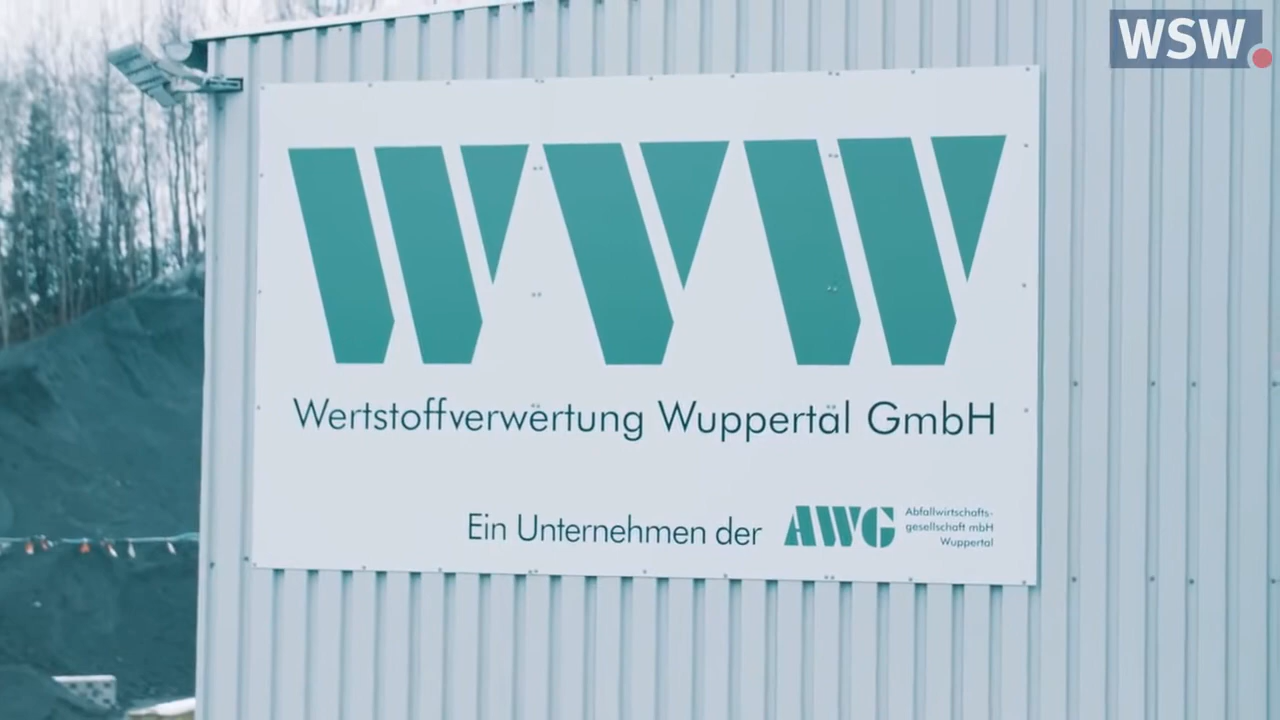 WSW.
WVW
Wertstoffverwertung Wuppertal GmbH
Ein Unternehmen der AWG
Abfallwirtschafts-
gesellschaft mbH
Wuppertal